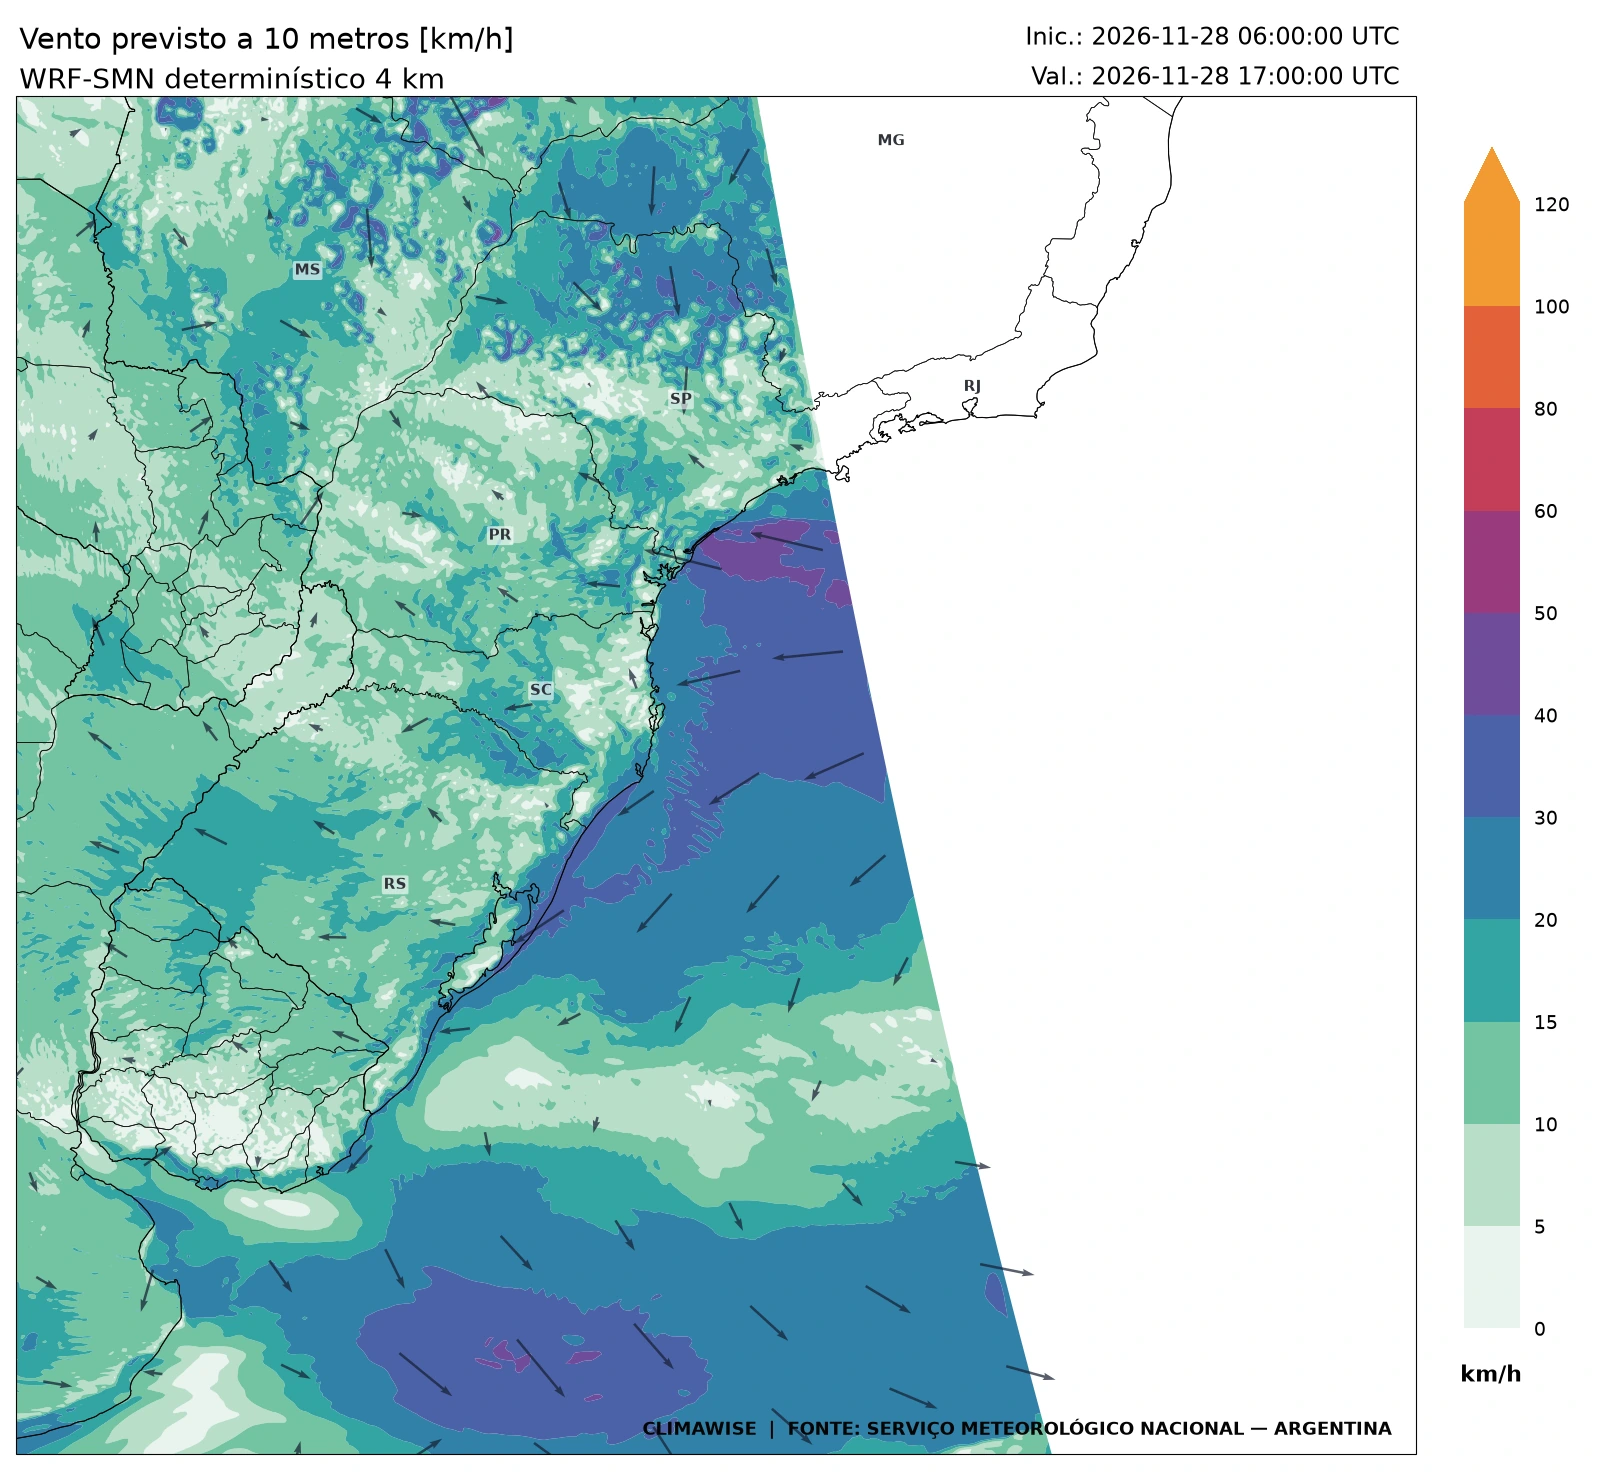 Vento previsto a 10 metros [km/h]
WRF-SMN determinístico 4 km
Inic.: 2026-11-28 06:00:00 UTC
Val.: 2026-11-28 17:00:00 UTC
MG
MS
RJ
SP
PR
SC
RS
120
100
80
60
50
40
30
20
15
10
5
0
km/h
CLIMAWISE | FONTE: SERVIÇO METEOROLÓGICO NACIONAL — ARGENTINA